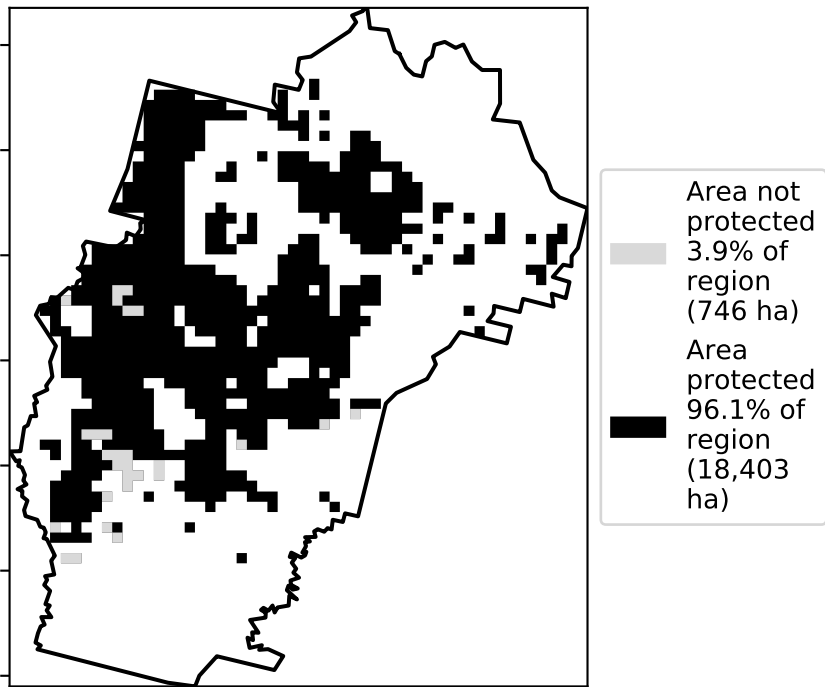 Area not
protected
3.9% of
region
(746 ha)
Area
protected
96.1% of
region
(18,403
ha)